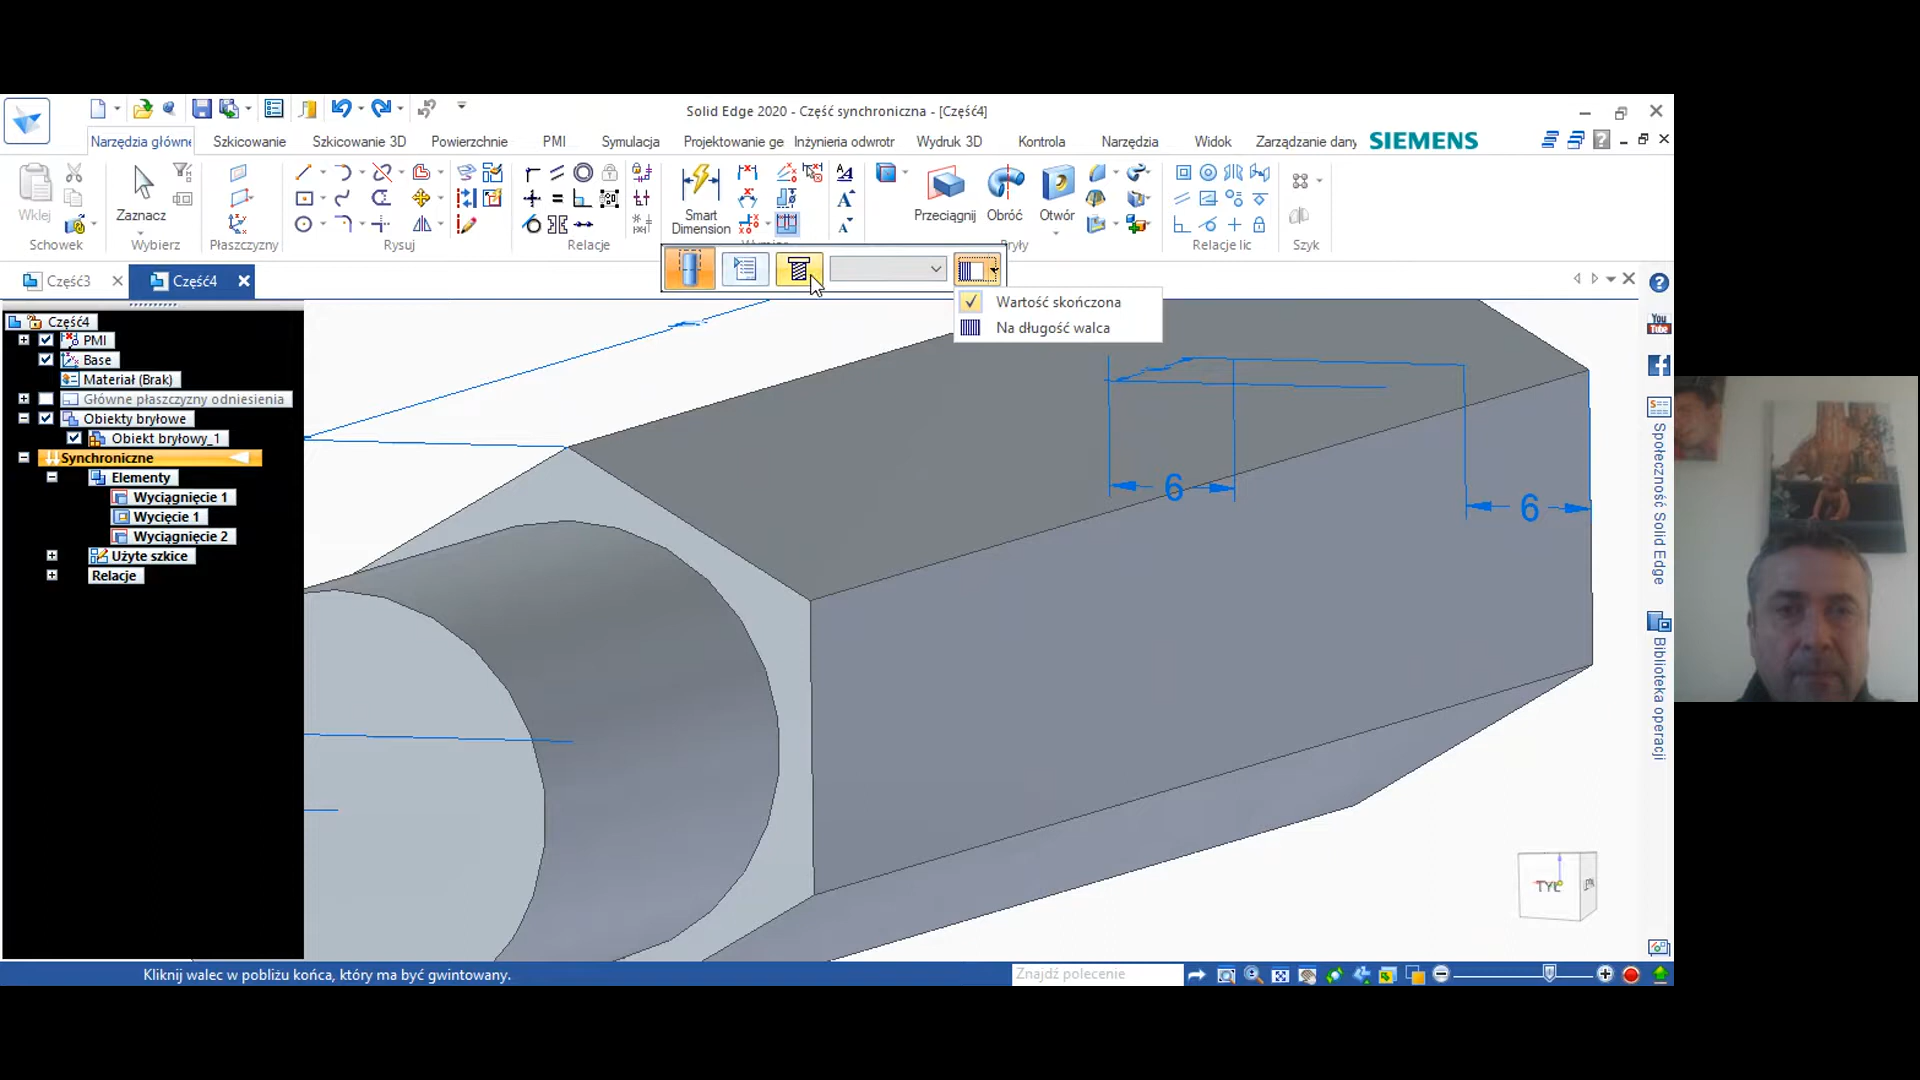 Solid Edge 2020 - Część synchroniczna - [Część4]
Narzędzia główne Szkicowanie Szkicowanie 3D Powierzchnie PMI Symulacja Projektowanie ge Inżynieria odwrotr Wydruk 3D Kontrola Narzędzia Widok Zarządzanie dany SIEMENS
Wklej
Schowek
Zaznacz
Wybierz
Płaszczyzny
Rysuj
Relacje
Smart
Dimension
Przeciągnij
Obróć
Otwór
Relacje lic
Szyk
Część3
Część4
Wartość skończona
Na długość walca
Część4
PMI
Base
Materiał (Brak)
Główne płaszczyzny odniesienia
Obiekty bryłowe
Obiekt bryłowy_1
Synchroniczne
Elementy
Wyciągnięcie 1
Wycięcie 1
Wyciągnięcie 2
Użyte szkice
Relacje
6
6
TYŁ
You
Tube
Społeczność Solid Edge
Biblioteka operacji
Kliknij walec w pobliżu końca, który ma być gwintowany.
Znajdź polecenie